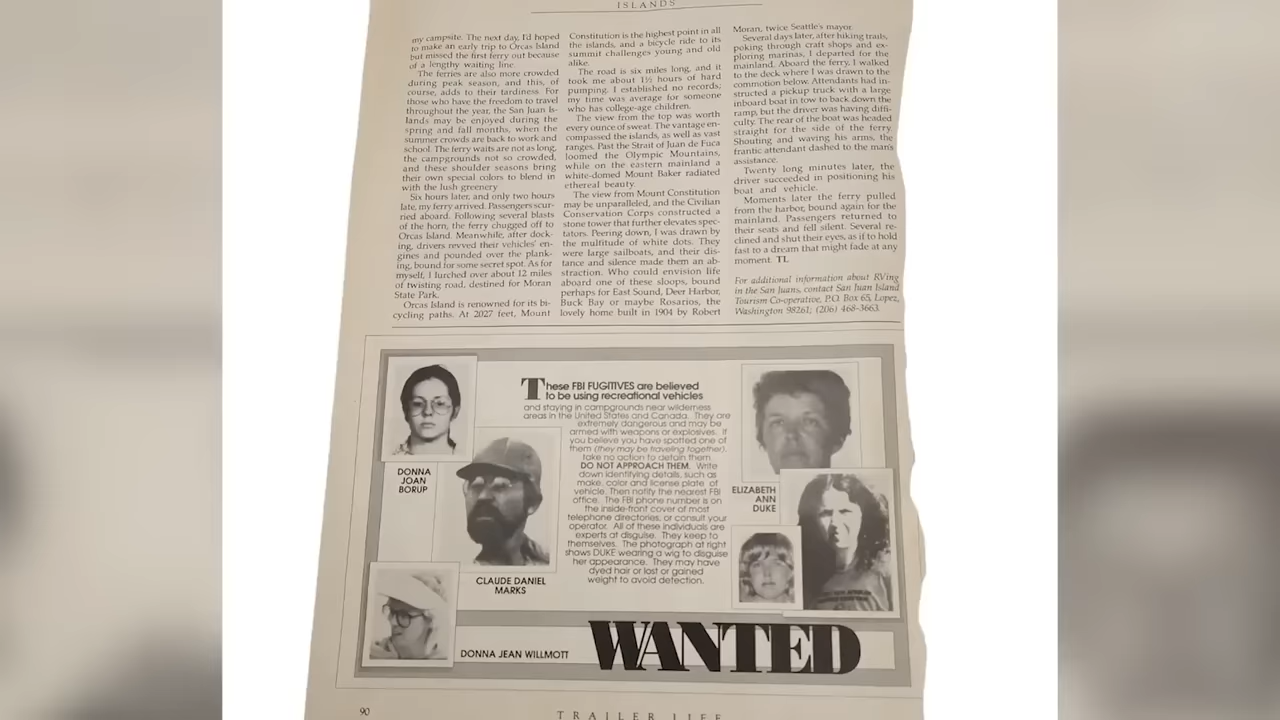 ISLANDS
my campsite. The next day, I'd hoped
to make an early trip to Orcas Island
but missed the first ferry out because
of a lengthy waiting line.
The ferries are also more crowded
during peak season, and this, of
course, adds to their tardiness. For
those who have the freedom to travel
throughout the year, the San Juan Is-
lands may be enjoyed during the
spring and fall months, when the
summer crowds are back to work and
school. The ferry waits are not as long,
the campgrounds not so crowded,
and these shoulder seasons bring
their own special colors to blend in
with the lush greenery
Six hours later, and only two hours
late, my ferry arrived. Passengers scur-
ried aboard. Following several blasts
of the horn, the ferry chugged off to
Orcas Island. Meanwhile, after dock-
ing, drivers revved their vehicles' en-
gines and pounded over the plank-
ing, bound for some secret spot. As for
myself, I lurched over about 12 miles
of twisting road, destined for Moran
State Park.
Orcas Island is renowned for its bi-
cycling paths. At 2027 feet, Mount
Constitution is the highest point in all
the islands, and a bicycle ride to its
summit challenges young and old
alike.
The road is six miles long, and it
took me about 1½ hours of hard
pumping. I established no records;
my time was average for someone
who has college-age children.
The view from the top was worth
every ounce of sweat. The vantage en-
compassed the islands, as well as vast
ranges. Past the Strait of Juan de Fuca
loomed the Olympic Mountains,
while on the eastern mainland a
white-domed Mount Baker radiated
ethereal beauty.
The view from Mount Constitution
may be unparalleled, and the Civilian
Conservation Corps constructed a
stone tower that further elevates spec-
tators. Peering down, I was drawn by
the multitude of white dots. They
were large sailboats, and their dis-
tance and silence made them an ab-
straction. Who could envision life
aboard one of these sloops, bound
perhaps for East Sound, Deer Harbor,
Buck Bay or maybe Rosarios, the
lovely home built in 1904 by Robert
Moran, twice Seattle's mayor.
Several days later, after hiking trails,
poking through craft shops and ex-
ploring marinas, I departed for the
mainland. Aboard the ferry, I walked
to the deck where I was drawn to the
commotion below. Attendants had in-
structed a pickup truck with a large
inboard boat in tow to back down the
ramp, but the driver was having diffi-
culty. The rear of the boat was headed
straight for the side of the ferry.
Shouting and waving his arms, the
frantic attendant dashed to the man's
assistance.
Twenty long minutes later, the
driver succeeded in positioning his
boat and vehicle.
Moments later the ferry pulled
from the harbor, bound again for the
mainland. Passengers returned to
their seats and fell silent. Several re-
clined and shut their eyes, as if to hold
fast to a dream that might fade at any
moment. TL
For additional information about RVing
in the San Juans, contact San Juan Island
Tourism Co-operative, P.O. Box 65, Lopez,
Washington 98261; (206) 468-3663.
These FBI FUGITIVES are believed
to be using recreational vehicles
and staying in campgrounds near wilderness
areas in the United States and Canada. They are
extremely dangerous and may be
armed with weapons or explosives. If
you believe you have spotted one of
them (they may be traveling together),
take no action to detain them.
DO NOT APPROACH THEM. Write
down identifying details, such as
make, color and license plate of
vehicle. Then notify the nearest FBI
office. The FBI phone number is on
the inside-front cover of most
telephone directories, or consult your
operator. All of these individuals are
experts at disguise. They keep to
themselves. The photograph at right
shows DUKE wearing a wig to disguise
her appearance. They may have
dyed hair or lost or gained
weight to avoid detection.
DONNA
JOAN
BORUP
CLAUDE DANIEL
MARKS
ELIZABETH
ANN
DUKE
DONNA JEAN WILLMOTT
WANTED
90
TRAILER LIFE